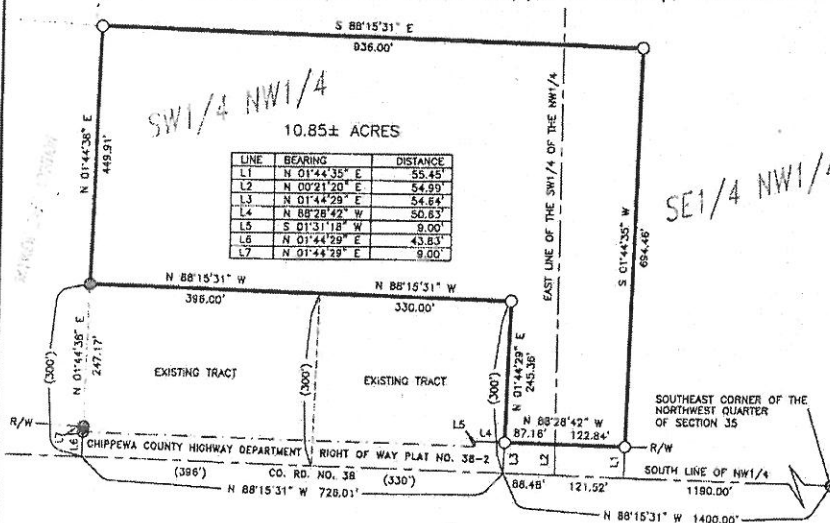 S 88°15'31" E
936.00'
SW1/4 NW1/4
N 01°44'38" E
449.91'
10.85± ACRES
EAST LINE OF THE SW1/4 OF THE NW1/4
S 01°44'35" W
694.46'
SE1/4 NW1/4
LINE BEARING DISTANCE
L1 N 01°44'35" E 55.45'
L2 N 00°21'20" E 54.99'
L3 N 01°44'29" E 54.64'
L4 N 88°28'42" W 50.63'
L5 S 01°31'18" W 9.00'
L6 N 01°44'29" E 43.83'
L7 N 01°44'29" E 9.00'
N 88°15'31" W
396.00'
N 88°15'31" W
330.00'
(300')
N 01°44'38" E
247.17'
EXISTING TRACT
(300')
EXISTING TRACT
(300')
N 01°44'29" E
245.36'
SOUTHEAST CORNER OF THE
NORTHWEST QUARTER
OF SECTION 35
R/W
L5
L4
N 88°28'42" W
87.16'
122.84'
R/W
L7
L6
CHIPPEWA COUNTY HIGHWAY DEPARTMENT RIGHT OF WAY PLAT NO. 38-2
L3
L2
L1
SOUTH LINE OF NW1/4
(396')
CO. RD. NO. 38
(330')
88.48'
121.52'
1190.00'
N 88°15'31" W
N 88°15'31" W 1400.00'